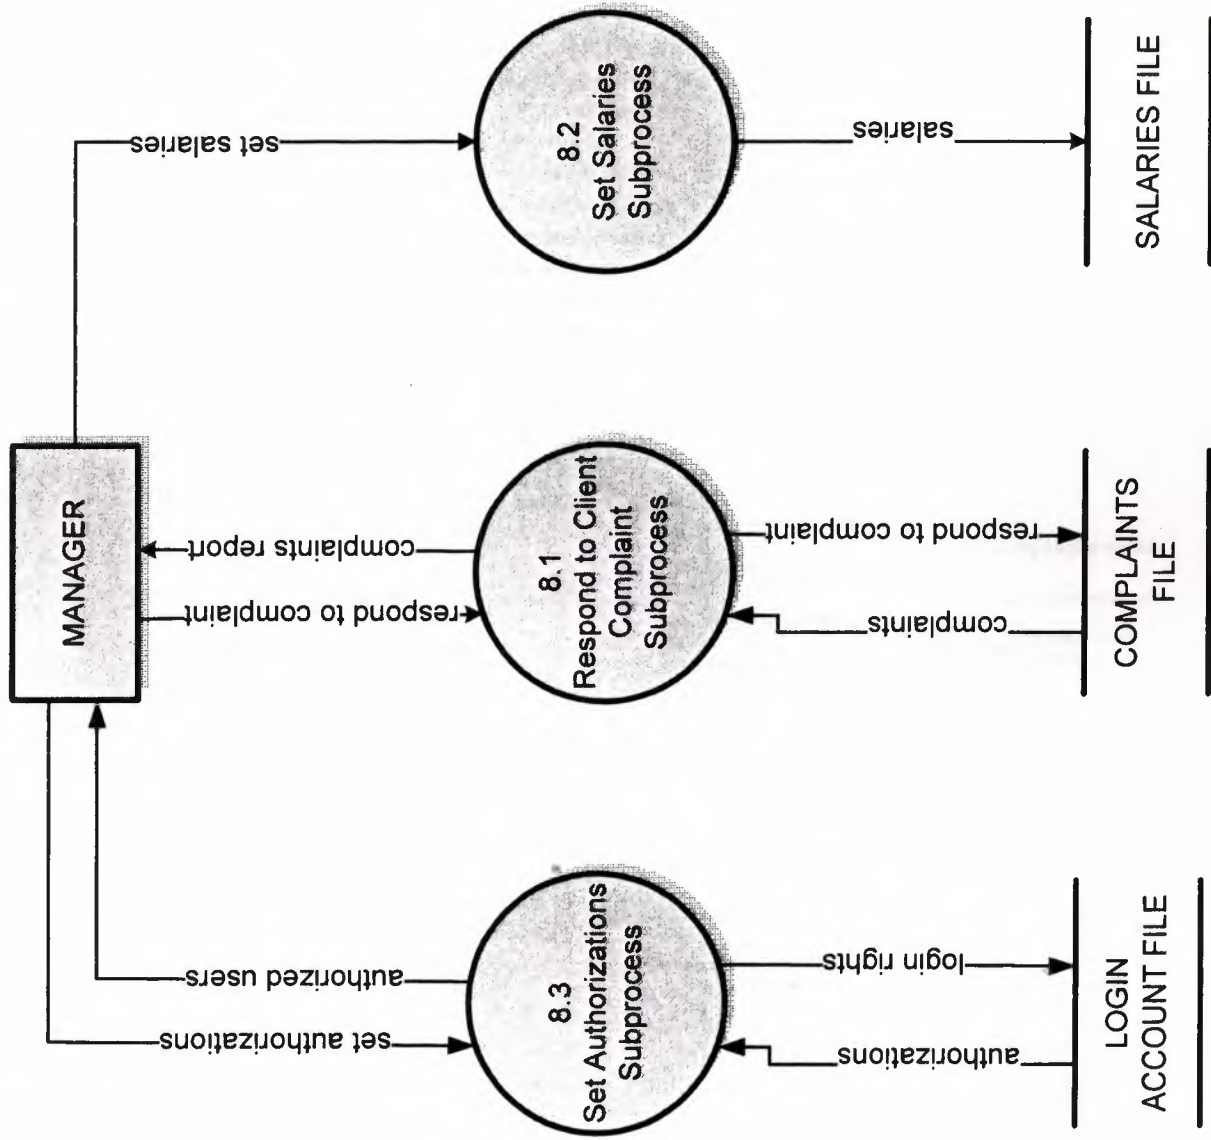 MANAGER
set salaries
complaints report
respond to complaint
authorized users
set authorizations
8.2
Set Salaries
Subprocess
8.1
Respond to Client
Complaint
Subprocess
8.3
Set Authorizations
Subprocess
salaries
respond to complaint
complaints
login rights
authorizations
SALARIES FILE
COMPLAINTS
FILE
LOGIN
ACCOUNT FILE